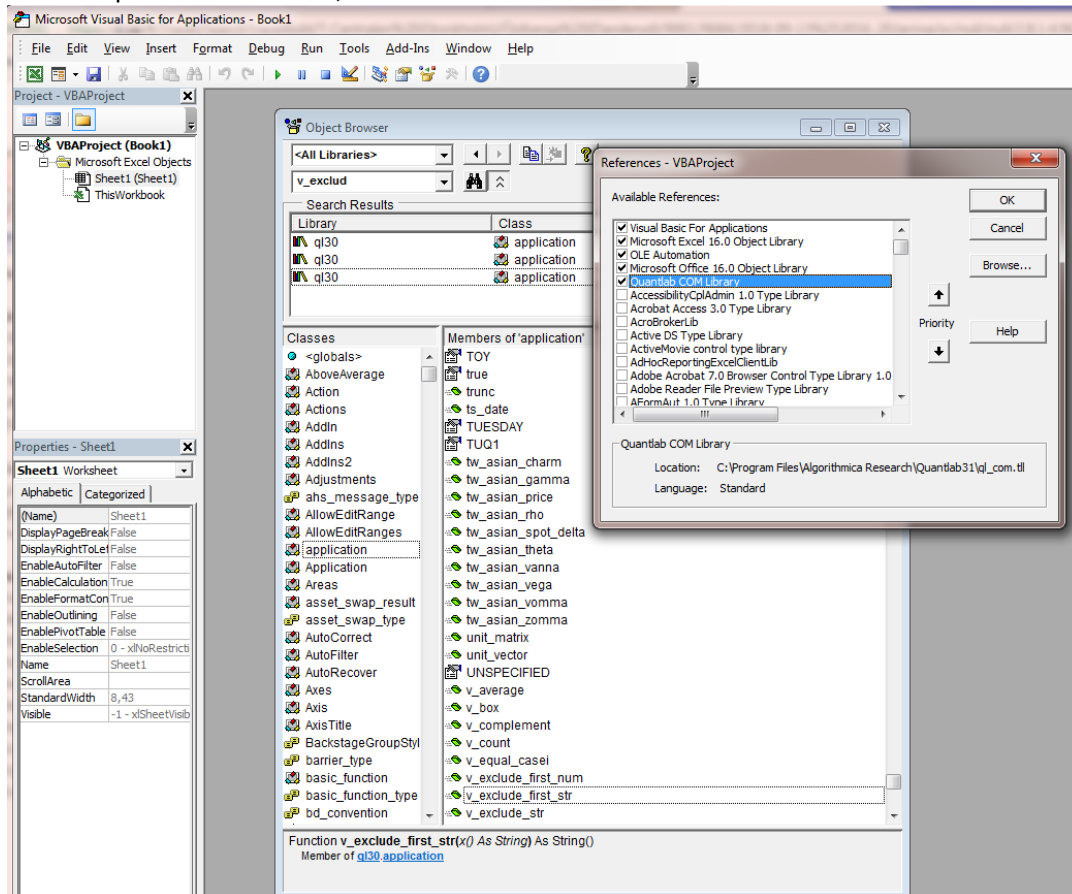 Microsoft Visual Basic for Applications - Book1
File Edit View Insert Format Debug Run Tools Add-Ins Window Help
Project - VBAProject
VBAProject (Book1)
Microsoft Excel Objects
Sheet1 (Sheet1)
ThisWorkbook
Properties - Sheet1
Sheet1 Worksheet
Alphabetic Categorized
(Name) Sheet1
DisplayPageBreak False
DisplayRightToLef False
EnableAutoFilter False
EnableCalculation True
EnableFormatCon True
EnableOutlining False
EnablePivotTable False
EnableSelection 0 - xlNoRestricti
Name Sheet1
ScrollArea
StandardWidth 8,43
Visible -1 - xlSheetVisib
Object Browser
<All Libraries>
v_exclud
Search Results
Library Class
ql30 application
ql30 application
ql30 application
Classes
<globals>
AboveAverage
Action
Actions
AddIn
AddIns
AddIns2
Adjustments
ahs_message_type
AllowEditRange
AllowEditRanges
application
Application
Areas
asset_swap_result
asset_swap_type
AutoCorrect
AutoFilter
AutoRecover
Axes
Axis
AxisTitle
BackstageGroupStyl
barrier_type
basic_function
basic_function_type
bd_convention
Members of 'application'
TOY
true
trunc
ts_date
TUESDAY
TUQ1
tw_asian_charm
tw_asian_gamma
tw_asian_price
tw_asian_rho
tw_asian_spot_delta
tw_asian_theta
tw_asian_vanna
tw_asian_vega
tw_asian_vomma
tw_asian_zomma
unit_matrix
unit_vector
UNSPECIFIED
v_average
v_box
v_complement
v_count
v_equal_casei
v_exclude_first_num
v_exclude_first_str
v_exclude_str
Function v_exclude_first_str(x() As String) As String()
Member of ql30.application
References - VBAProject
Available References:
Visual Basic For Applications
Microsoft Excel 16.0 Object Library
OLE Automation
Microsoft Office 16.0 Object Library
Quantlab COM Library
AccessibilityCplAdmin 1.0 Type Library
Acrobat Access 3.0 Type Library
AcroBrokerLib
Active DS Type Library
ActiveMovie control type library
AdHocReportingExcelClientLib
Adobe Acrobat 7.0 Browser Control Type Library 1.0
Adobe Reader File Preview Type Library
AFormAut 1.0 Type Library
OK
Cancel
Browse...
Priority
Help
Quantlab COM Library
Location: C:\Program Files\Algorithmica Research\Quantlab31\ql_com.tll
Language: Standard